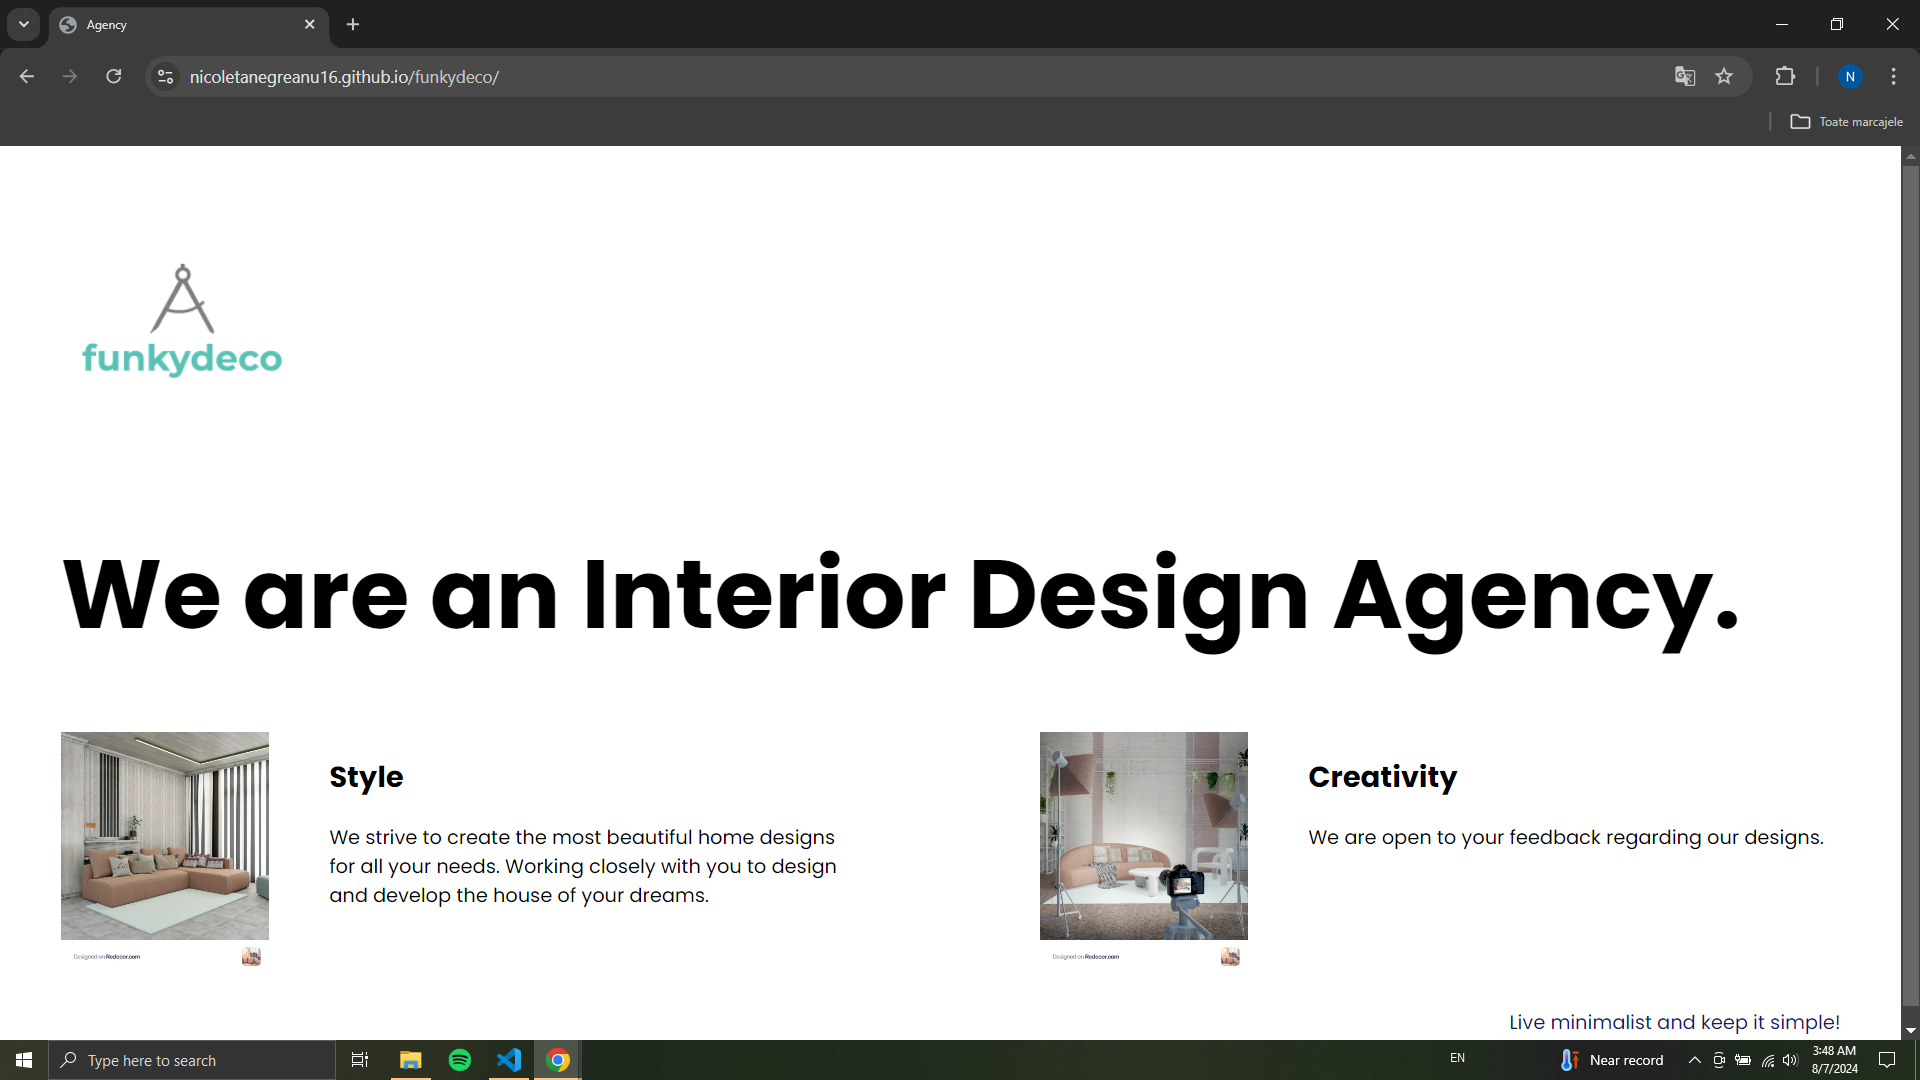 Agency
nicoletanegreanu16.github.io/funkydeco/
N
Toate marcajele
funkydeco
We are an Interior Design Agency.
Style
We strive to create the most beautiful home designs
for all your needs. Working closely with you to design
and develop the house of your dreams.
Designed on Redecor.com
Creativity
We are open to your feedback regarding our designs.
Designed on Redecor.com
Live minimalist and keep it simple!
Type here to search
EN
Near record
3:48 AM
8/7/2024